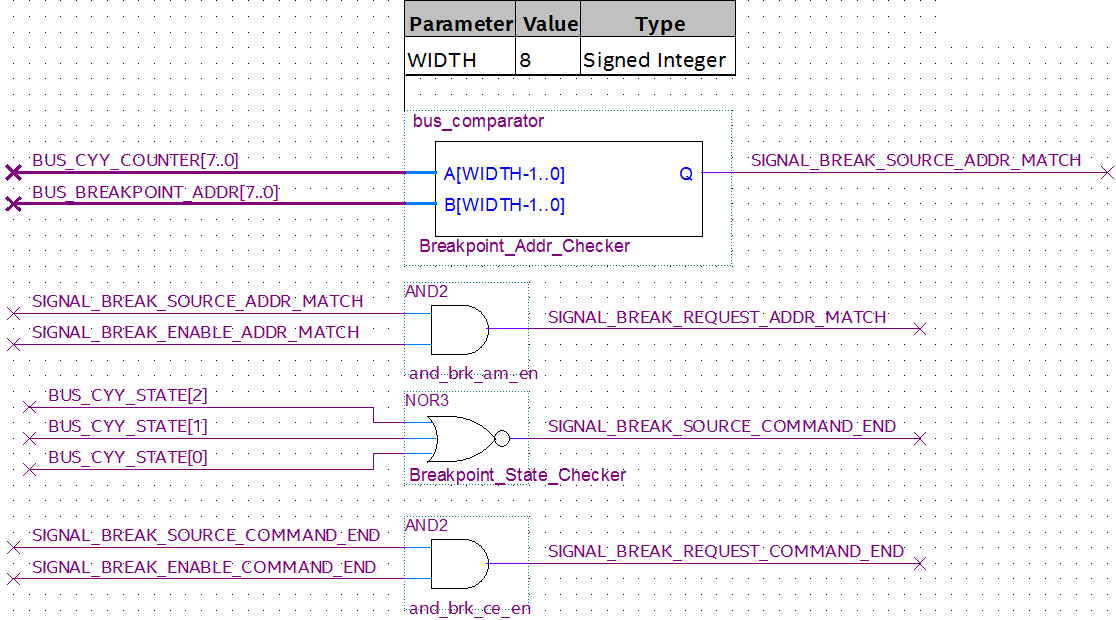 Parameter Value Type
WIDTH 8 Signed Integer
bus_comparator
BUS_CYY_COUNTER[7..0]
BUS_BREAKPOINT_ADDR[7..0]
A[WIDTH-1..0] Q
B[WIDTH-1..0]
SIGNAL_BREAK_SOURCE_ADDR_MATCH
Breakpoint_Addr_Checker
AND2
SIGNAL_BREAK_SOURCE_ADDR_MATCH
SIGNAL_BREAK_ENABLE_ADDR_MATCH
SIGNAL_BREAK_REQUEST_ADDR_MATCH
and_brk_am_en
NOR3
BUS_CYY_STATE[2]
BUS_CYY_STATE[1]
BUS_CYY_STATE[0]
SIGNAL_BREAK_SOURCE_COMMAND_END
Breakpoint_State_Checker
AND2
SIGNAL_BREAK_SOURCE_COMMAND_END
SIGNAL_BREAK_ENABLE_COMMAND_END
SIGNAL_BREAK_REQUEST_COMMAND_END
and_brk_ce_en